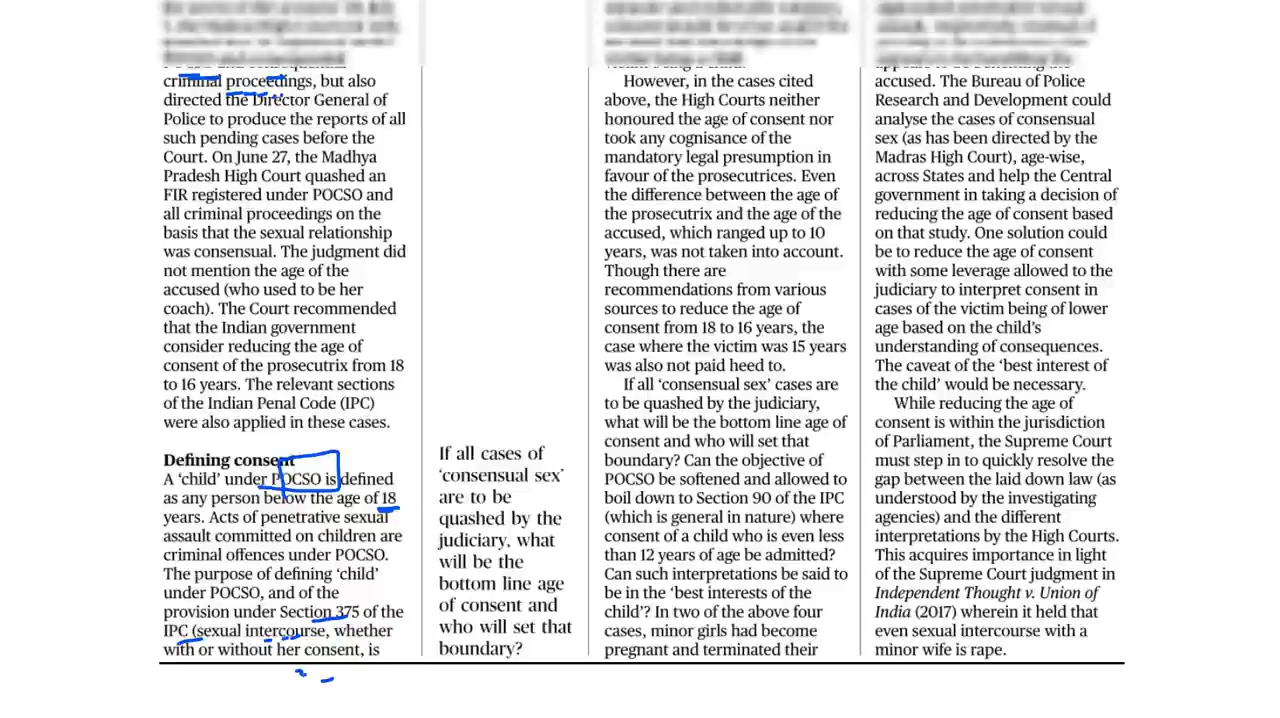 criminal proceedings, but also
directed the Director General of
Police to produce the reports of all
such pending cases before the
Court. On June 27, the Madhya
Pradesh High Court quashed an
FIR registered under POCSO and
all criminal proceedings on the
basis that the sexual relationship
was consensual. The judgment did
not mention the age of the
accused (who used to be her
coach). The Court recommended
that the Indian government
consider reducing the age of
consent of the prosecutrix from 18
to 16 years. The relevant sections
of the Indian Penal Code (IPC)
were also applied in these cases.
Defining consent
A ‘child’ under POCSO is defined
as any person below the age of 18
years. Acts of penetrative sexual
assault committed on children are
criminal offences under POCSO.
The purpose of defining ‘child’
under POCSO, and of the
provision under Section 375 of the
IPC (sexual intercourse, whether
with or without her consent, is
If all cases of
‘consensual sex’
are to be
quashed by the
judiciary, what
will be the
bottom line age
of consent and
who will set that
boundary?
However, in the cases cited
above, the High Courts neither
honoured the age of consent nor
took any cognisance of the
mandatory legal presumption in
favour of the prosecutrices. Even
the difference between the age of
the prosecutrix and the age of the
accused, which ranged up to 10
years, was not taken into account.
Though there are
recommendations from various
sources to reduce the age of
consent from 18 to 16 years, the
case where the victim was 15 years
was also not paid heed to.
If all ‘consensual sex’ cases are
to be quashed by the judiciary,
what will be the bottom line age of
consent and who will set that
boundary? Can the objective of
POCSO be softened and allowed to
boil down to Section 90 of the IPC
(which is general in nature) where
consent of a child who is even less
than 12 years of age be admitted?
Can such interpretations be said to
be in the ‘best interests of the
child’? In two of the above four
cases, minor girls had become
pregnant and terminated their
accused. The Bureau of Police
Research and Development could
analyse the cases of consensual
sex (as has been directed by the
Madras High Court), age-wise,
across States and help the Central
government in taking a decision of
reducing the age of consent based
on that study. One solution could
be to reduce the age of consent
with some leverage allowed to the
judiciary to interpret consent in
cases of the victim being of lower
age based on the child’s
understanding of consequences.
The caveat of the ‘best interest of
the child’ would be necessary.
While reducing the age of
consent is within the jurisdiction
of Parliament, the Supreme Court
must step in to quickly resolve the
gap between the laid down law (as
understood by the investigating
agencies) and the different
interpretations by the High Courts.
This acquires importance in light
of the Supreme Court judgment in
Independent Thought v. Union of
India (2017) wherein it held that
even sexual intercourse with a
minor wife is rape.